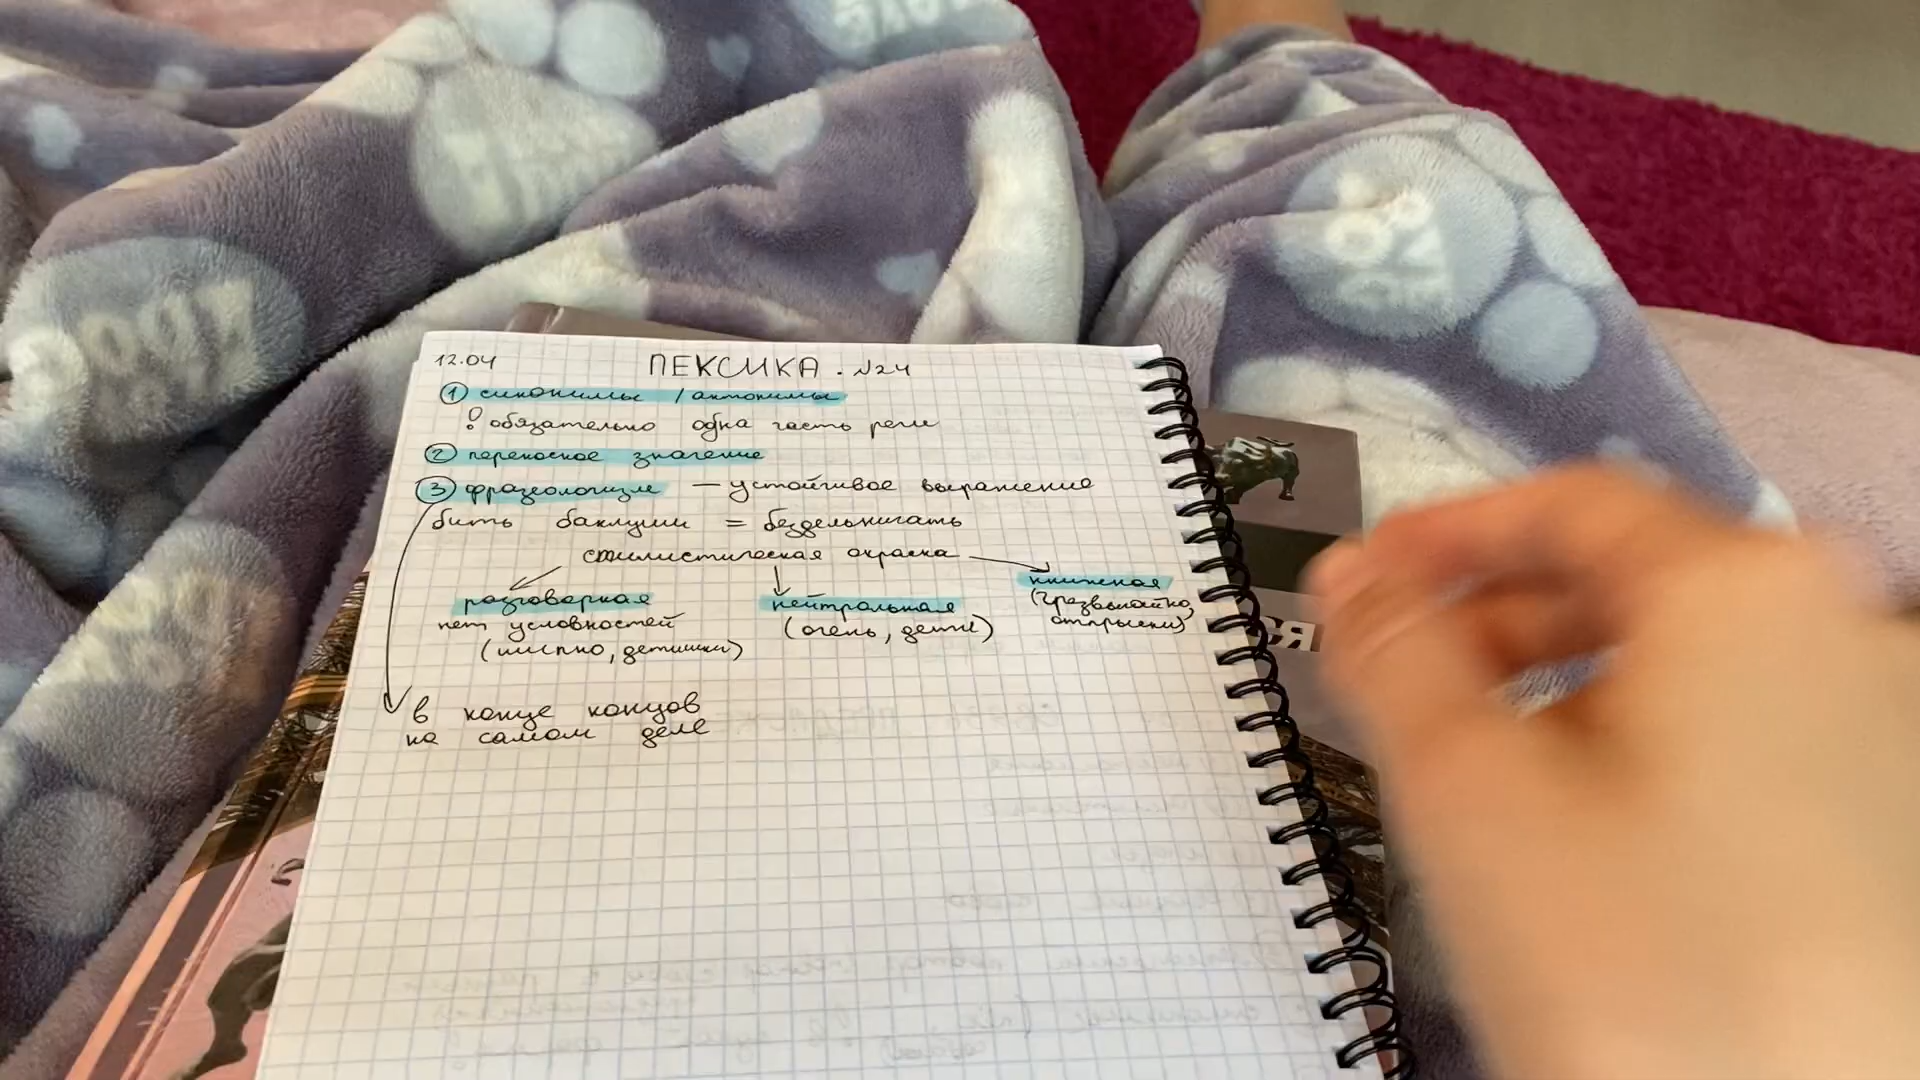 12.04 ЛЕКСИКА. №24
① синонимы / антонимы
! обязательно одна часть речи
② переносное значение
③ фразеологизм — устойчивое выражение
бить баклуши = бездельничать
стилистическая окраска
разговорная нейтральная книжная
нет условностей (очень, дети) (чрезвычайно,
(шипко, детишки) отпрыски)
в конце концов
на самом деле